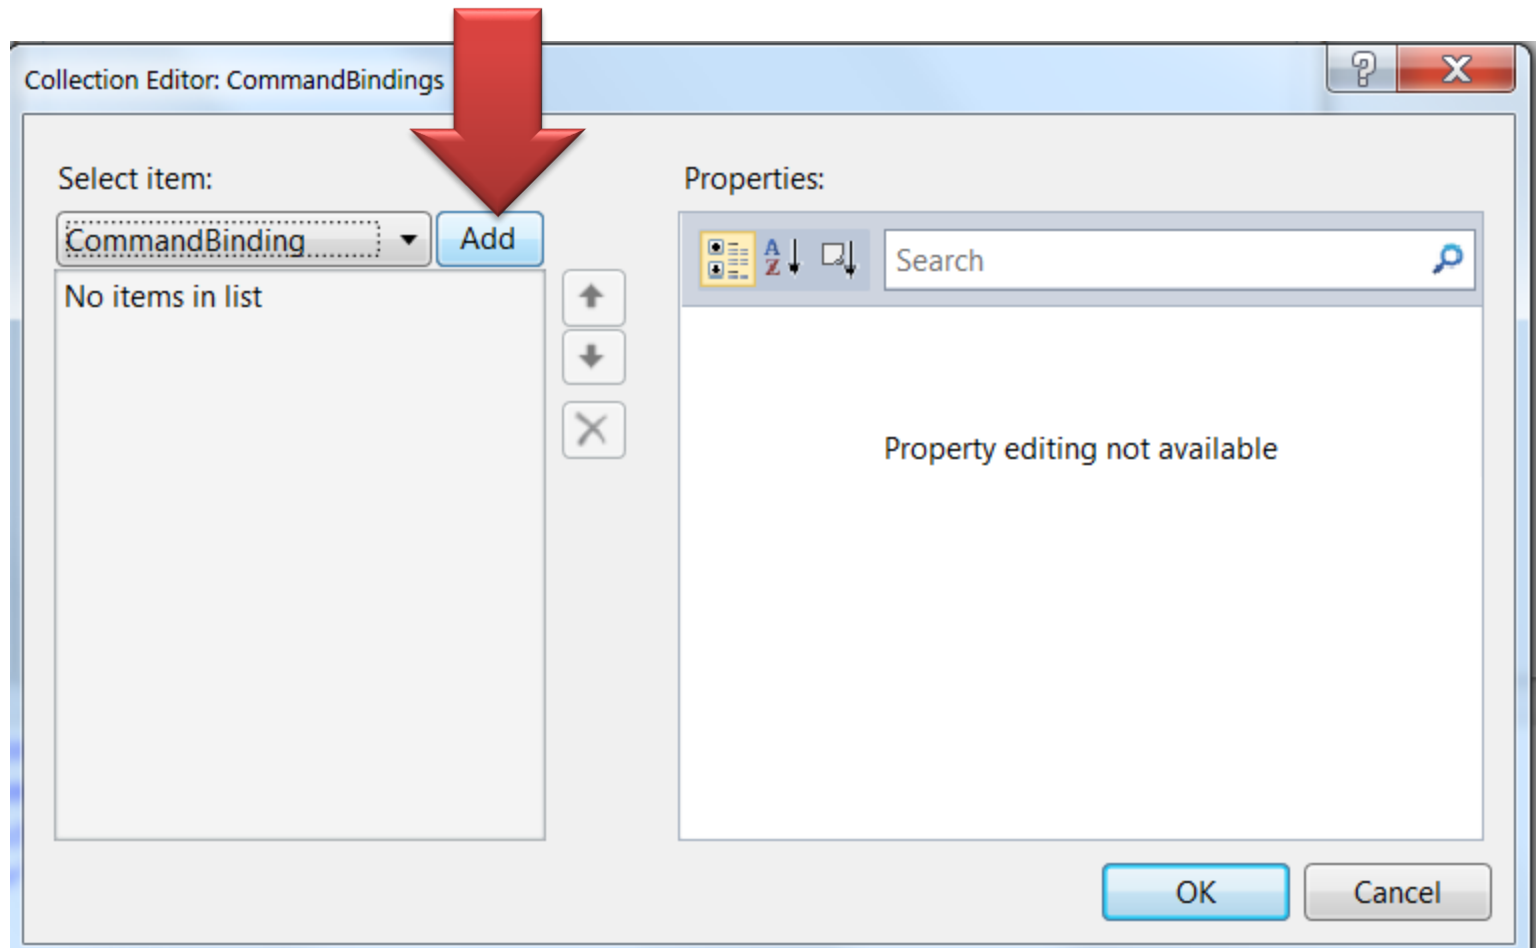 Collection Editor: CommandBindings
Select item:
Properties:
CommandBinding
Add
Search
No items in list
Property editing not available
OK
Cancel